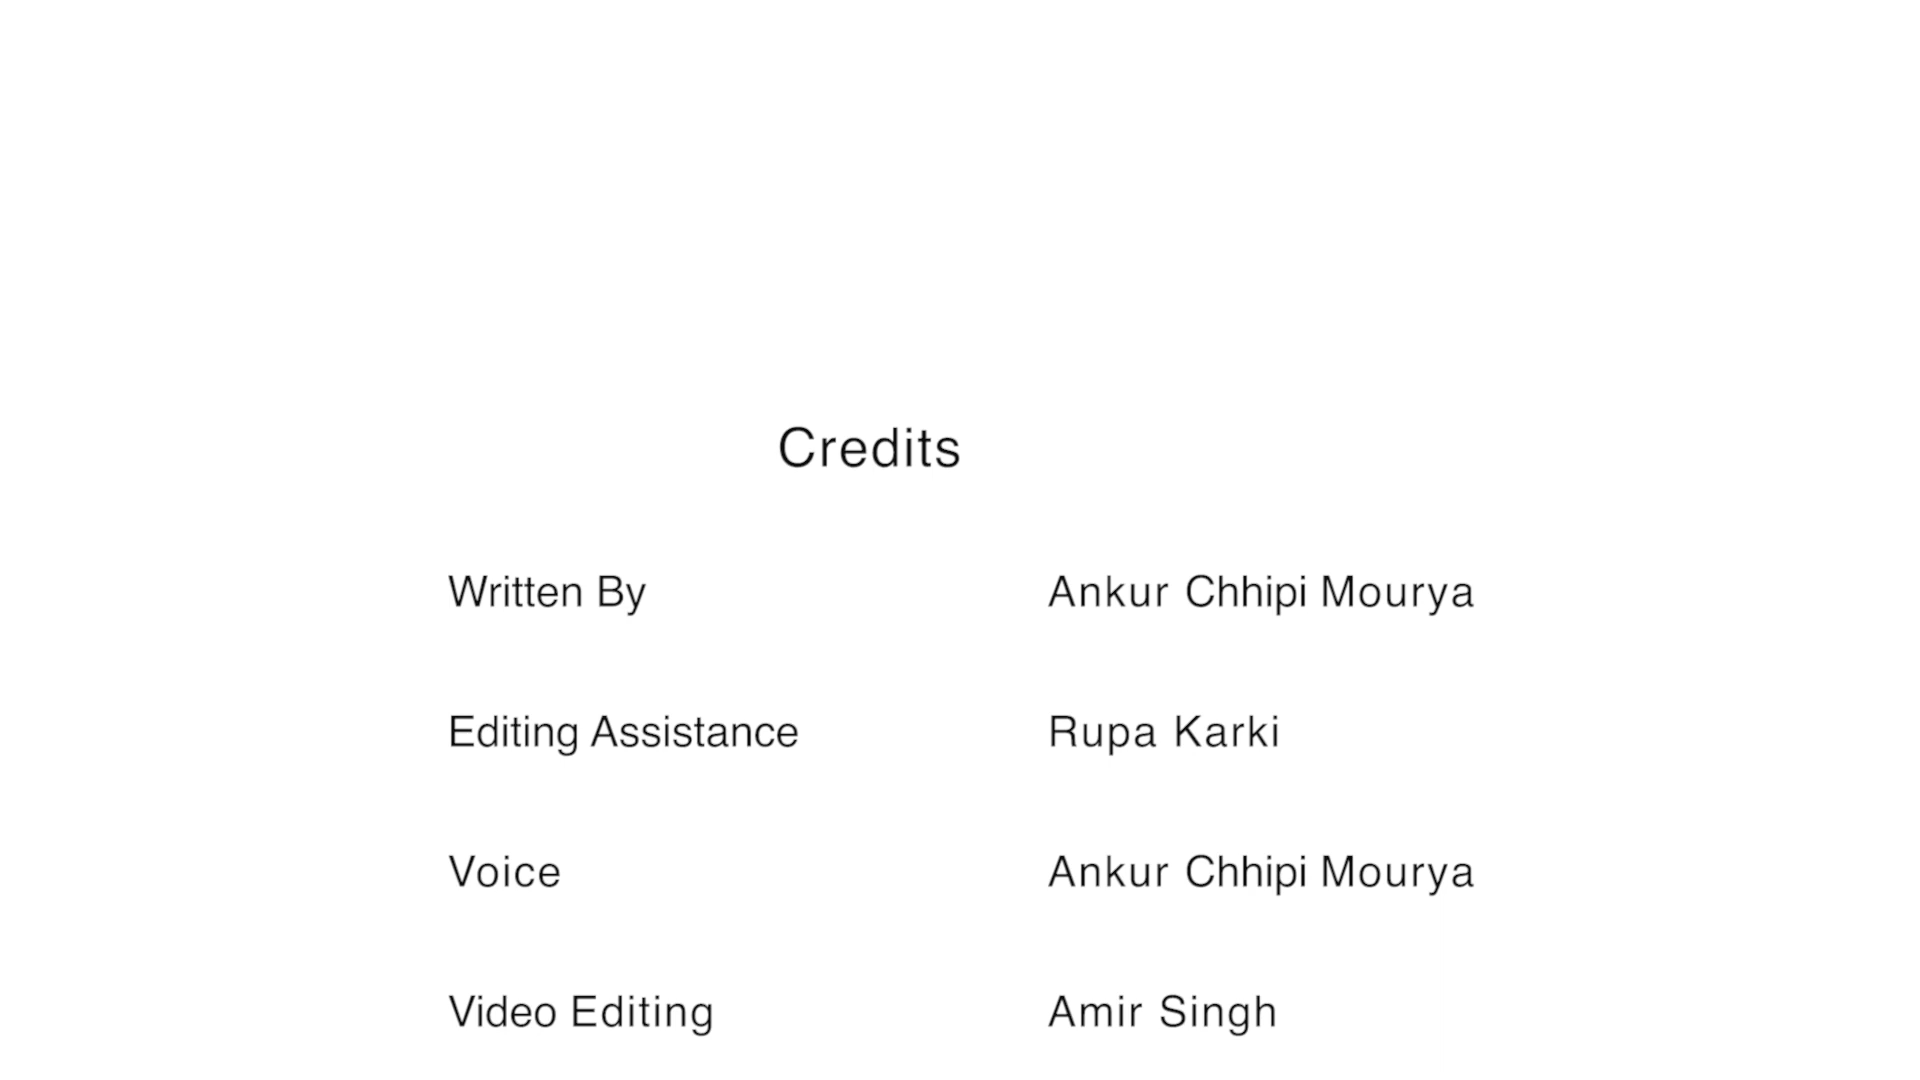 Credits
Written By Ankur Chhipi Mourya
Editing Assistance Rupa Karki
Voice Ankur Chhipi Mourya
Video Editing Amir Singh